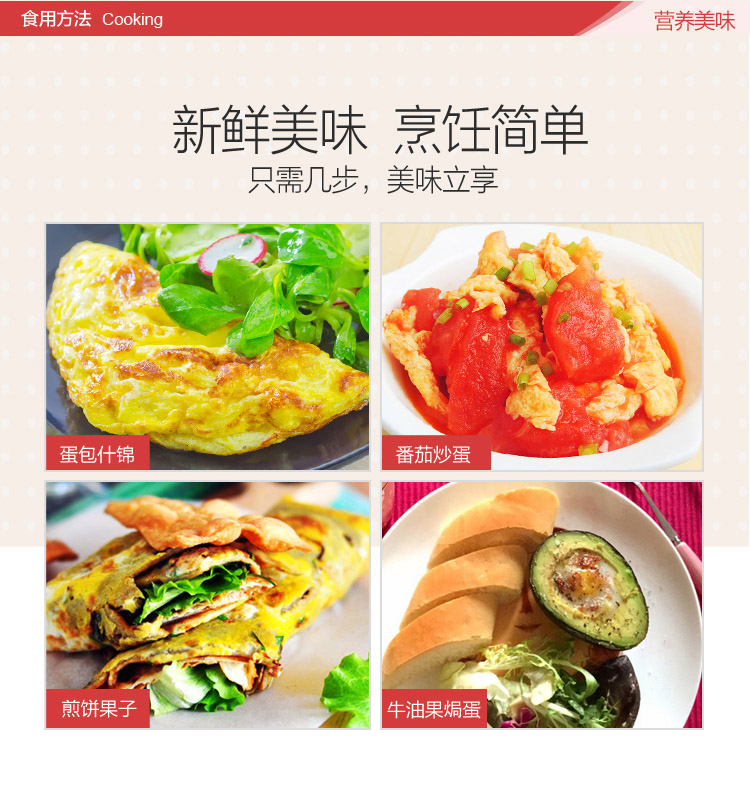 食用方法 Cooking
营养美味
新鲜美味 烹饪简单
只需几步，美味立享
蛋包什锦
番茄炒蛋
煎饼果子
牛油果焗蛋